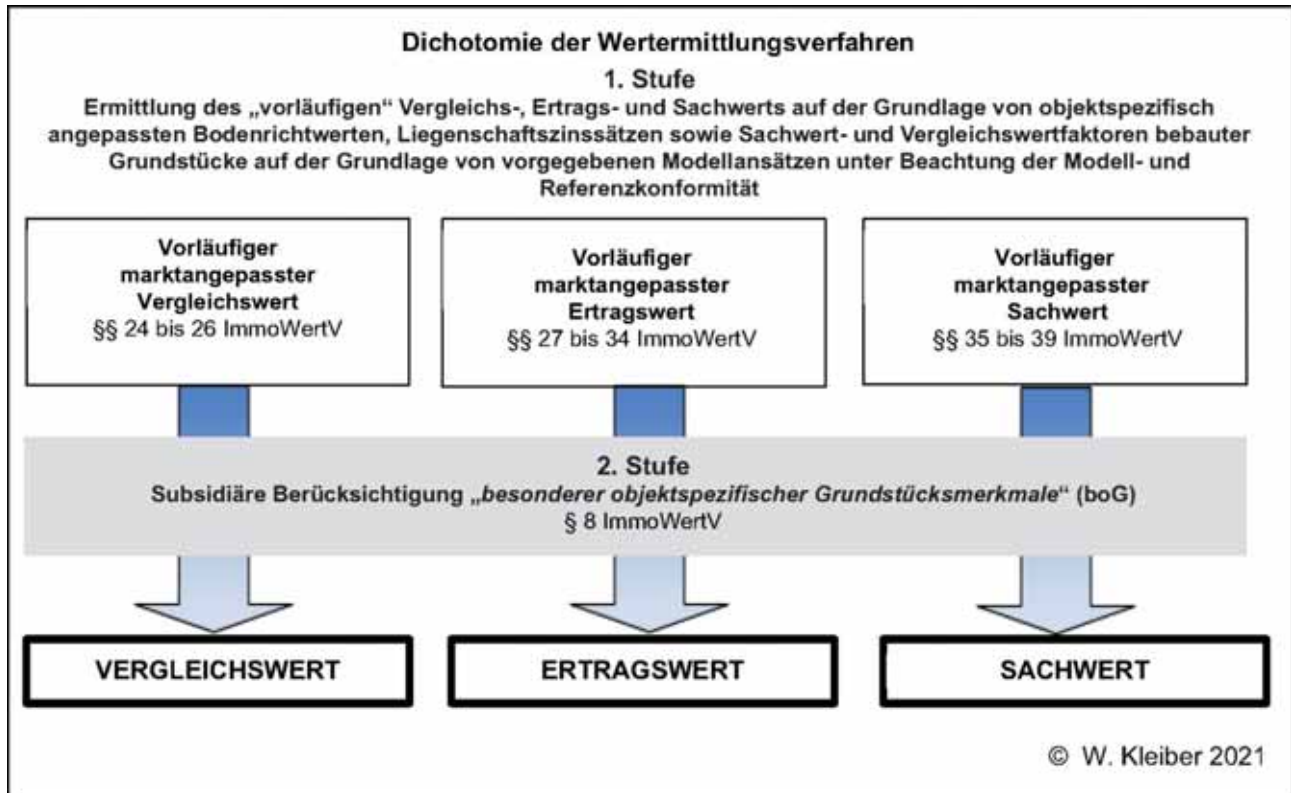 Dichotomie der Wertermittlungsverfahren
1. Stufe
Ermittlung des „vorläufigen“ Vergleichs-, Ertrags- und Sachwerts auf der Grundlage von objektspezifisch
angepassten Bodenrichtwerten, Liegenschaftszinssätzen sowie Sachwert- und Vergleichswertfaktoren bebauter
Grundstücke auf der Grundlage von vorgegebenen Modellansätzen unter Beachtung der Modell- und
Referenzkonformität
Vorläufiger
marktangepasster
Vergleichswert
§§ 24 bis 26 ImmoWertV
Vorläufiger
marktangepasster
Ertragswert
§§ 27 bis 34 ImmoWertV
Vorläufiger
marktangepasster
Sachwert
§§ 35 bis 39 ImmoWertV
2. Stufe
Subsidiäre Berücksichtigung „besonderer objektspezifischer Grundstücksmerkmale“ (boG)
§ 8 ImmoWertV
VERGLEICHSWERT
ERTRAGSWERT
SACHWERT
© W. Kleiber 2021